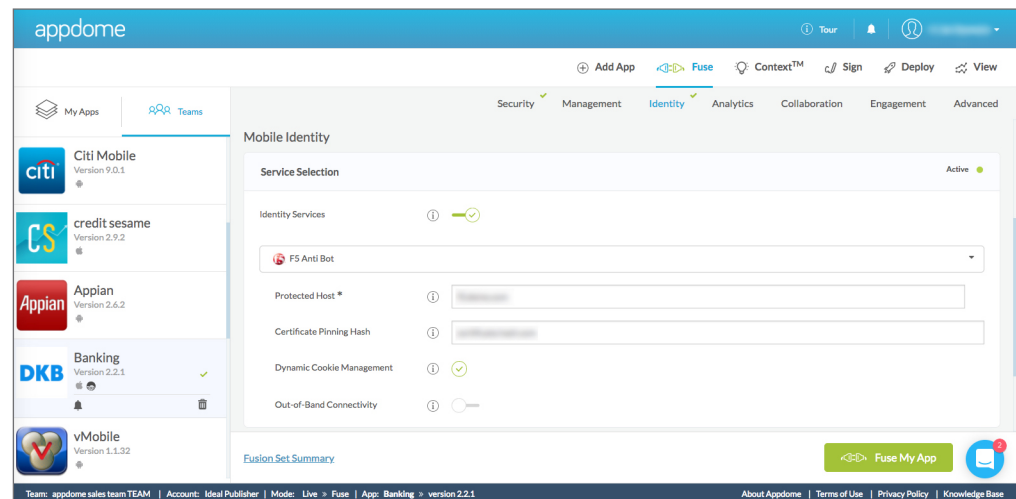 appdome
Tour
Add App
Fuse
Context™
Sign
Deploy
View
My Apps
Teams
Security
Management
Identity
Analytics
Collaboration
Engagement
Advanced
citi
Citi Mobile
Version 9.0.1
CS
credit sesame
Version 2.9.2
Appian
Appian
Version 2.6.2
DKB
Banking
Version 2.2.1
V
vMobile
Version 1.1.32
Mobile Identity
Service Selection
Active
Identity Services
F5 Anti Bot
Protected Host *
Certificate Pinning Hash
Dynamic Cookie Management
Out-of-Band Connectivity
Fusion Set Summary
Fuse My App
2
Team: appdome sales team TEAM | Account: Ideal Publisher | Mode: Live » Fuse | App: Banking » version 2.2.1
About Appdome | Terms of Use | Privacy Policy | Knowledge Base